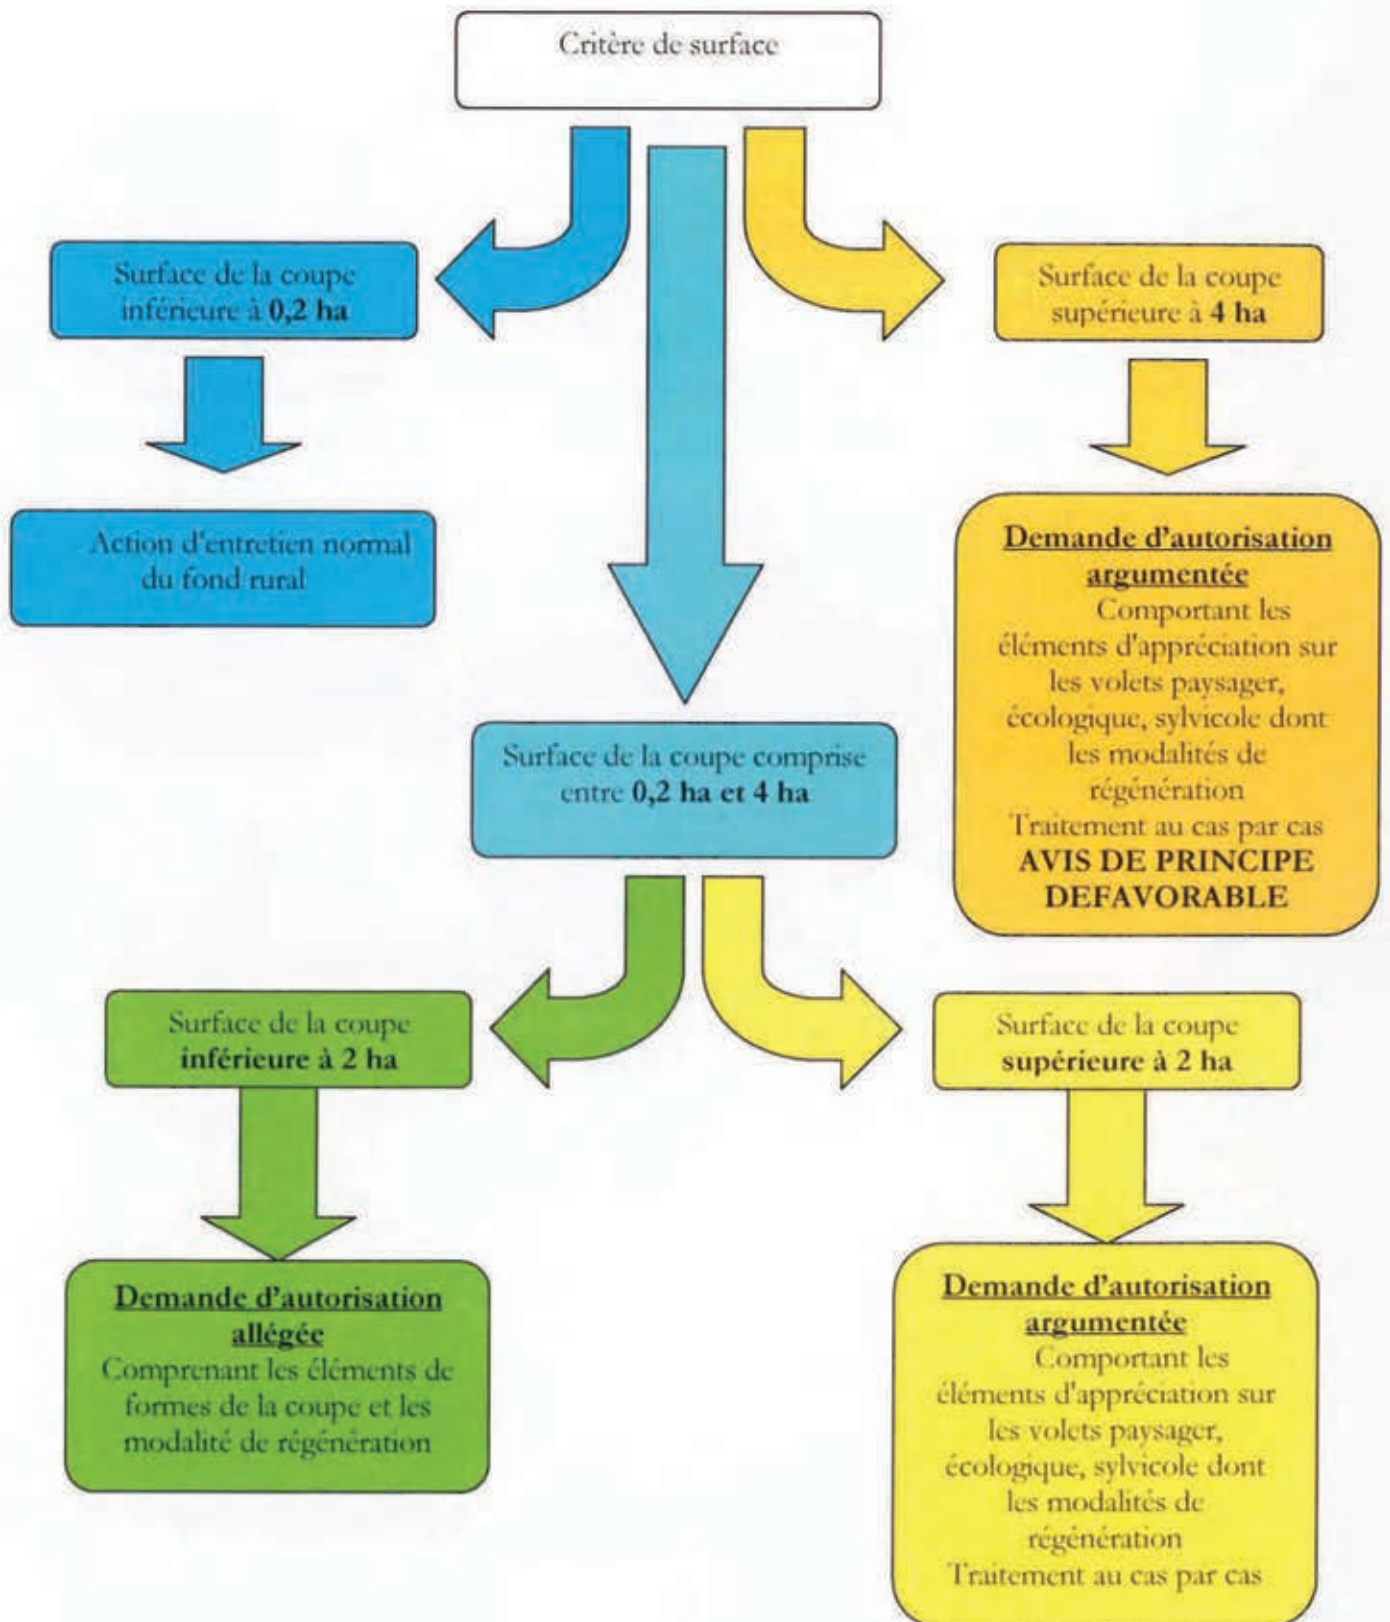 Critère de surface
Surface de la coupe
inférieure à 0,2 ha
Surface de la coupe
supérieure à 4 ha
Action d'entretien normal
du fond rural
Demande d'autorisation
argumentée
Comportant les
éléments d'appréciation sur
les volets paysager,
écologique, sylvicole dont
les modalités de
régénération
Traitement au cas par cas
AVIS DE PRINCIPE
DEFAVORABLE
Surface de la coupe comprise
entre 0,2 ha et 4 ha
Surface de la coupe
inférieure à 2 ha
Surface de la coupe
supérieure à 2 ha
Demande d'autorisation
allégée
Comprenant les éléments de
formes de la coupe et les
modalité de régénération
Demande d'autorisation
argumentée
Comportant les
éléments d'appréciation sur
les volets paysager,
écologique, sylvicole dont
les modalités de
régénération
Traitement au cas par cas